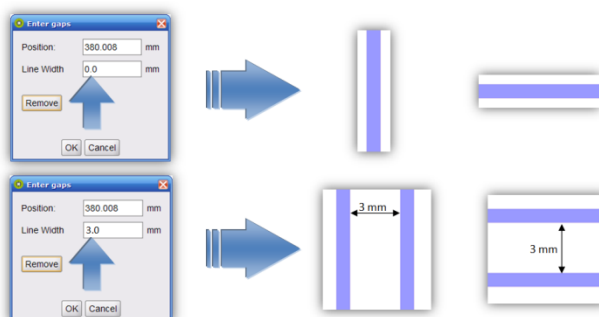 Enter gaps
Position: 380.008 mm
Line Width 0.0 mm
Remove
OK Cancel
Enter gaps
Position: 380.008 mm
Line Width 3.0 mm
Remove
OK Cancel
3 mm
3 mm